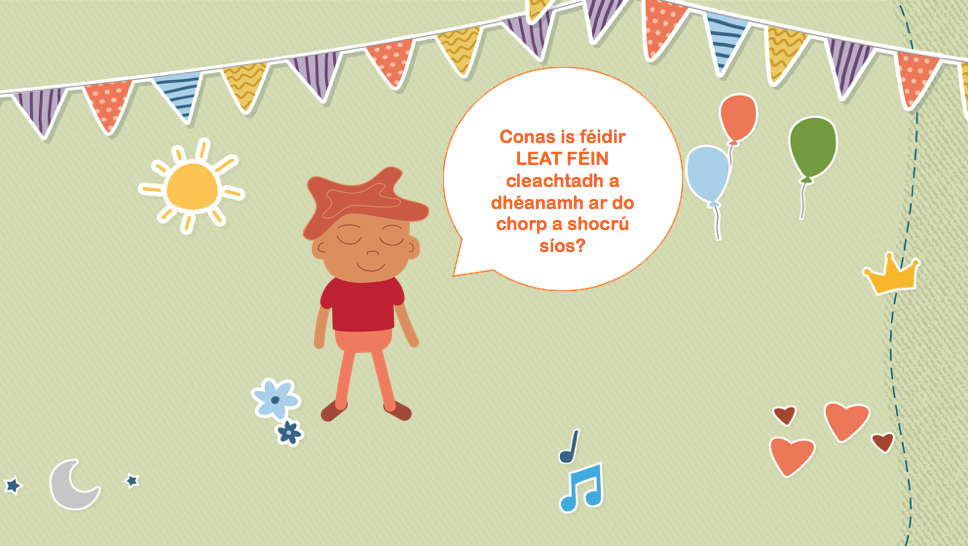 Conas is féidir
LEAT FÉIN
cleachtadh a
dhéanamh ar do
chorp a shocrú
síos?